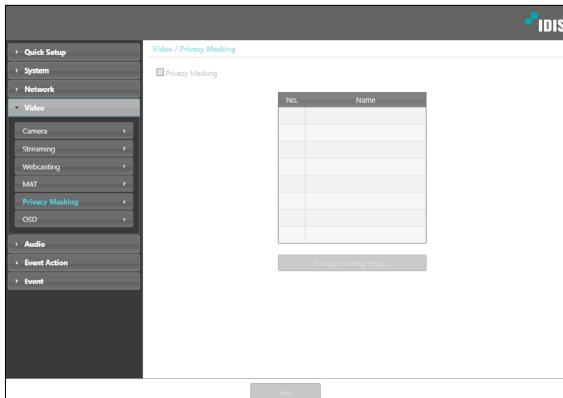 IDIS
Quick Setup
System
Network
Video
Camera
Streaming
Webcasting
MAT
Privacy Masking
OSD
Audio
Event Action
Event
Video / Privacy Masking
Privacy Masking
No. Name
Privacy Masking Setup...
Save